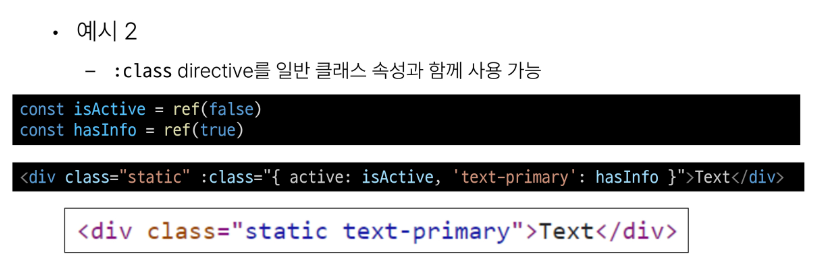 • 예시 2
– :class directive를 일반 클래스 속성과 함께 사용 가능
const isActive = ref(false)
const hasInfo = ref(true)
<div class="static" :class="{ active: isActive, 'text-primary': hasInfo }">Text</div>
<div class="static text-primary">Text</div>